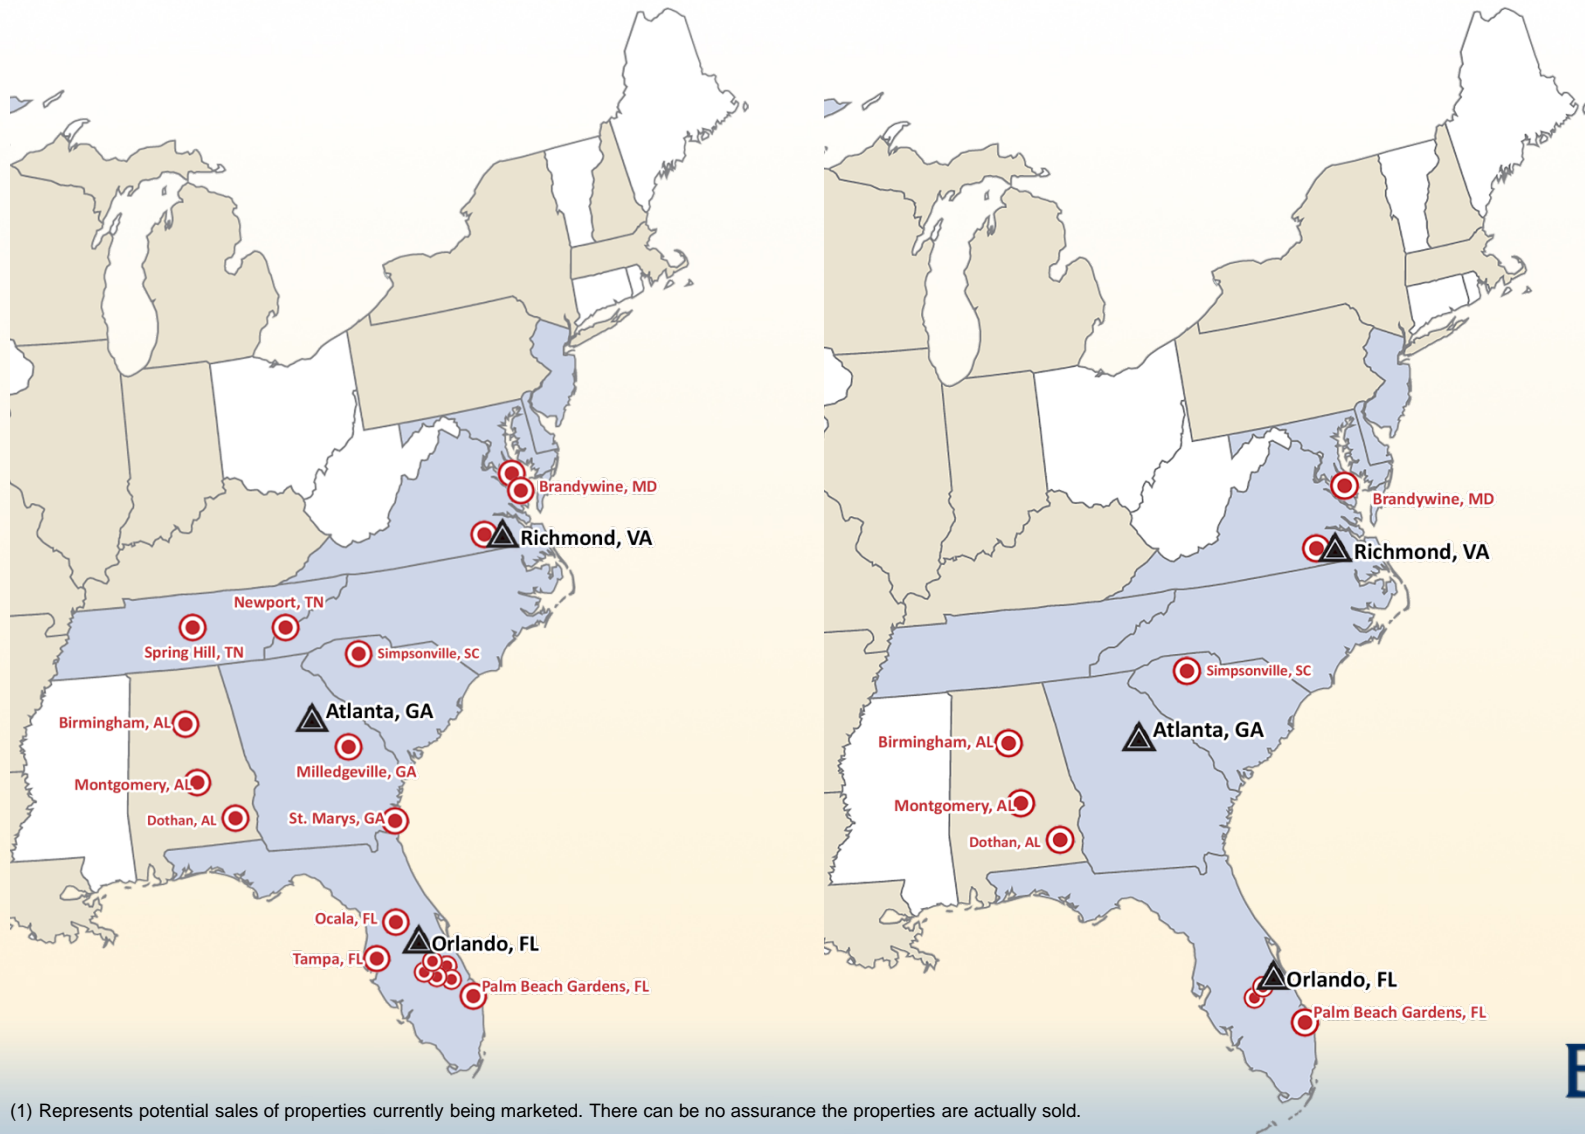 Brandywine, MD
Richmond, VA
Newport, TN
Spring Hill, TN
Simpsonville, SC
Atlanta, GA
Birmingham, AL
Milledgeville, GA
Montgomery, AL
St. Marys, GA
Dothan, AL
Ocala, FL
Orlando, FL
Tampa, FL
Palm Beach Gardens, FL
Brandywine, MD
Richmond, VA
Simpsonville, SC
Atlanta, GA
Birmingham, AL
Montgomery, AL
Dothan, AL
Orlando, FL
Palm Beach Gardens, FL
(1) Represents potential sales of properties currently being marketed. There can be no assurance the properties are actually sold.